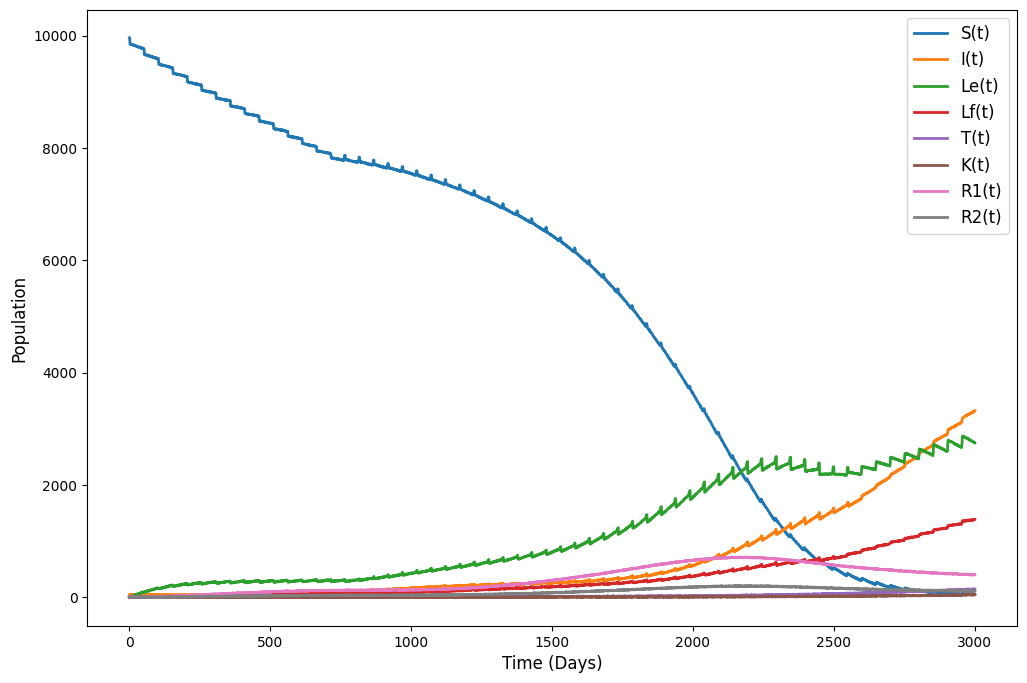 10000
8000
6000
4000
2000
0
Population
0 500 1000 1500 2000 2500 3000
Time (Days)
S(t)
I(t)
Le(t)
Lf(t)
T(t)
K(t)
R1(t)
R2(t)